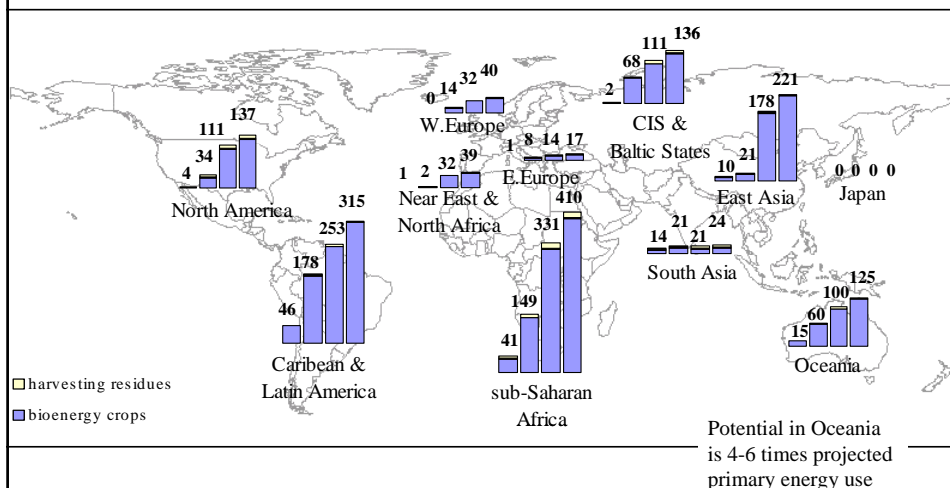 0 14 32 40
W.Europe
2 68 111 136
CIS &
Baltic States
4 34 111 137
North America
1 8 14 17
E.Europe
1 2 32 39
Near East &
North Africa
10 21 178 221
East Asia
0 0 0 0
Japan
46 178 253 315
Caribean &
Latin America
41 149 331 410
sub-Saharan
Africa
14 21 21 24
South Asia
15 60 100 125
Oceania
harvesting residues
bioenergy crops
Potential in Oceania
is 4-6 times projected
primary energy use